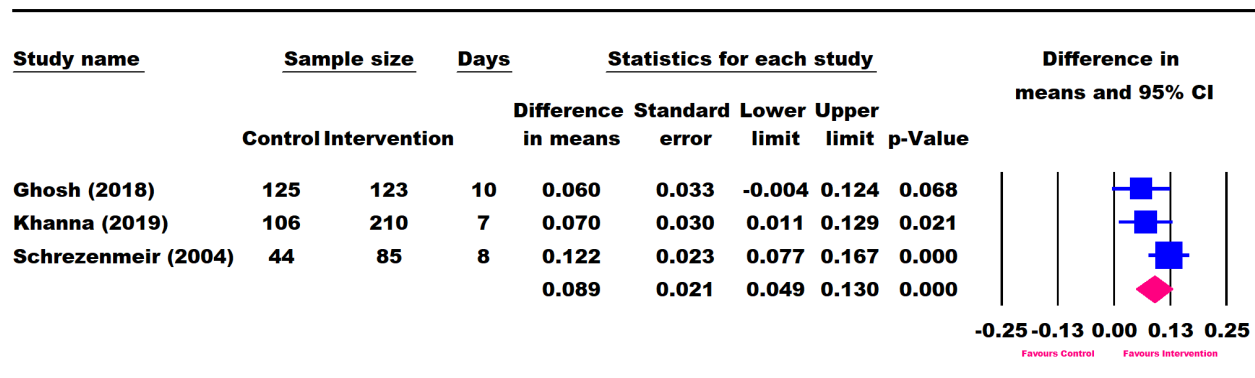 Study name Sample size Days Statistics for each study Difference in
means and 95% CI
Difference Standard Lower Upper
Control Intervention in means error limit limit p-Value
Ghosh (2018) 125 123 10 0.060 0.033 -0.004 0.124 0.068
Khanna (2019) 106 210 7 0.070 0.030 0.011 0.129 0.021
Schrezenmeir (2004) 44 85 8 0.122 0.023 0.077 0.167 0.000
0.089 0.021 0.049 0.130 0.000
-0.25 -0.13 0.00 0.13 0.25
Favours Control Favours Intervention